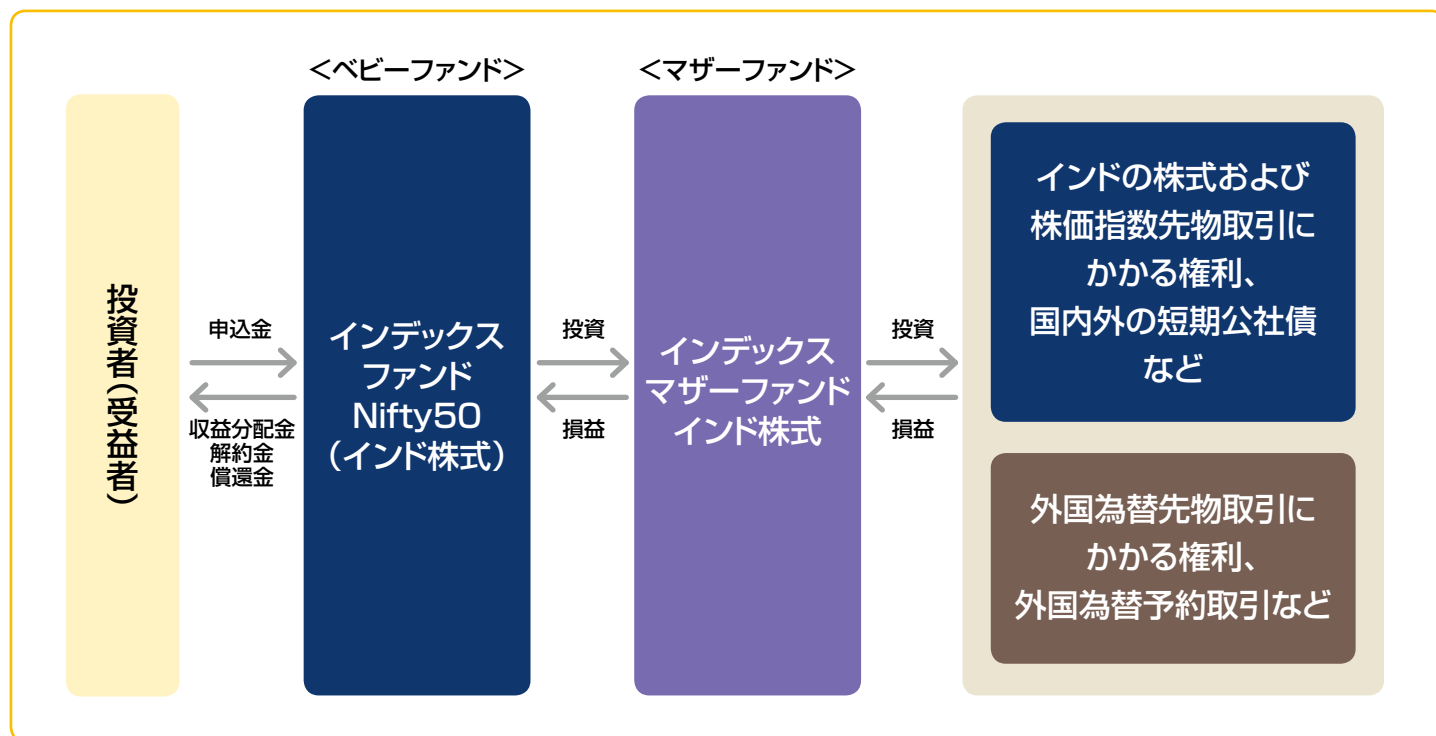 <ベビーファンド>
<マザーファンド>
投資者(受益者)
申込金
収益分配金
解約金
償還金
インデックス
ファンド
Nifty50
(インド株式)
投資
損益
インデックス
マザーファンド
インド株式
投資
損益
インドの株式および
株価指数先物取引に
かかる権利、
国内外の短期公社債
など
外国為替先物取引に
かかる権利、
外国為替予約取引など